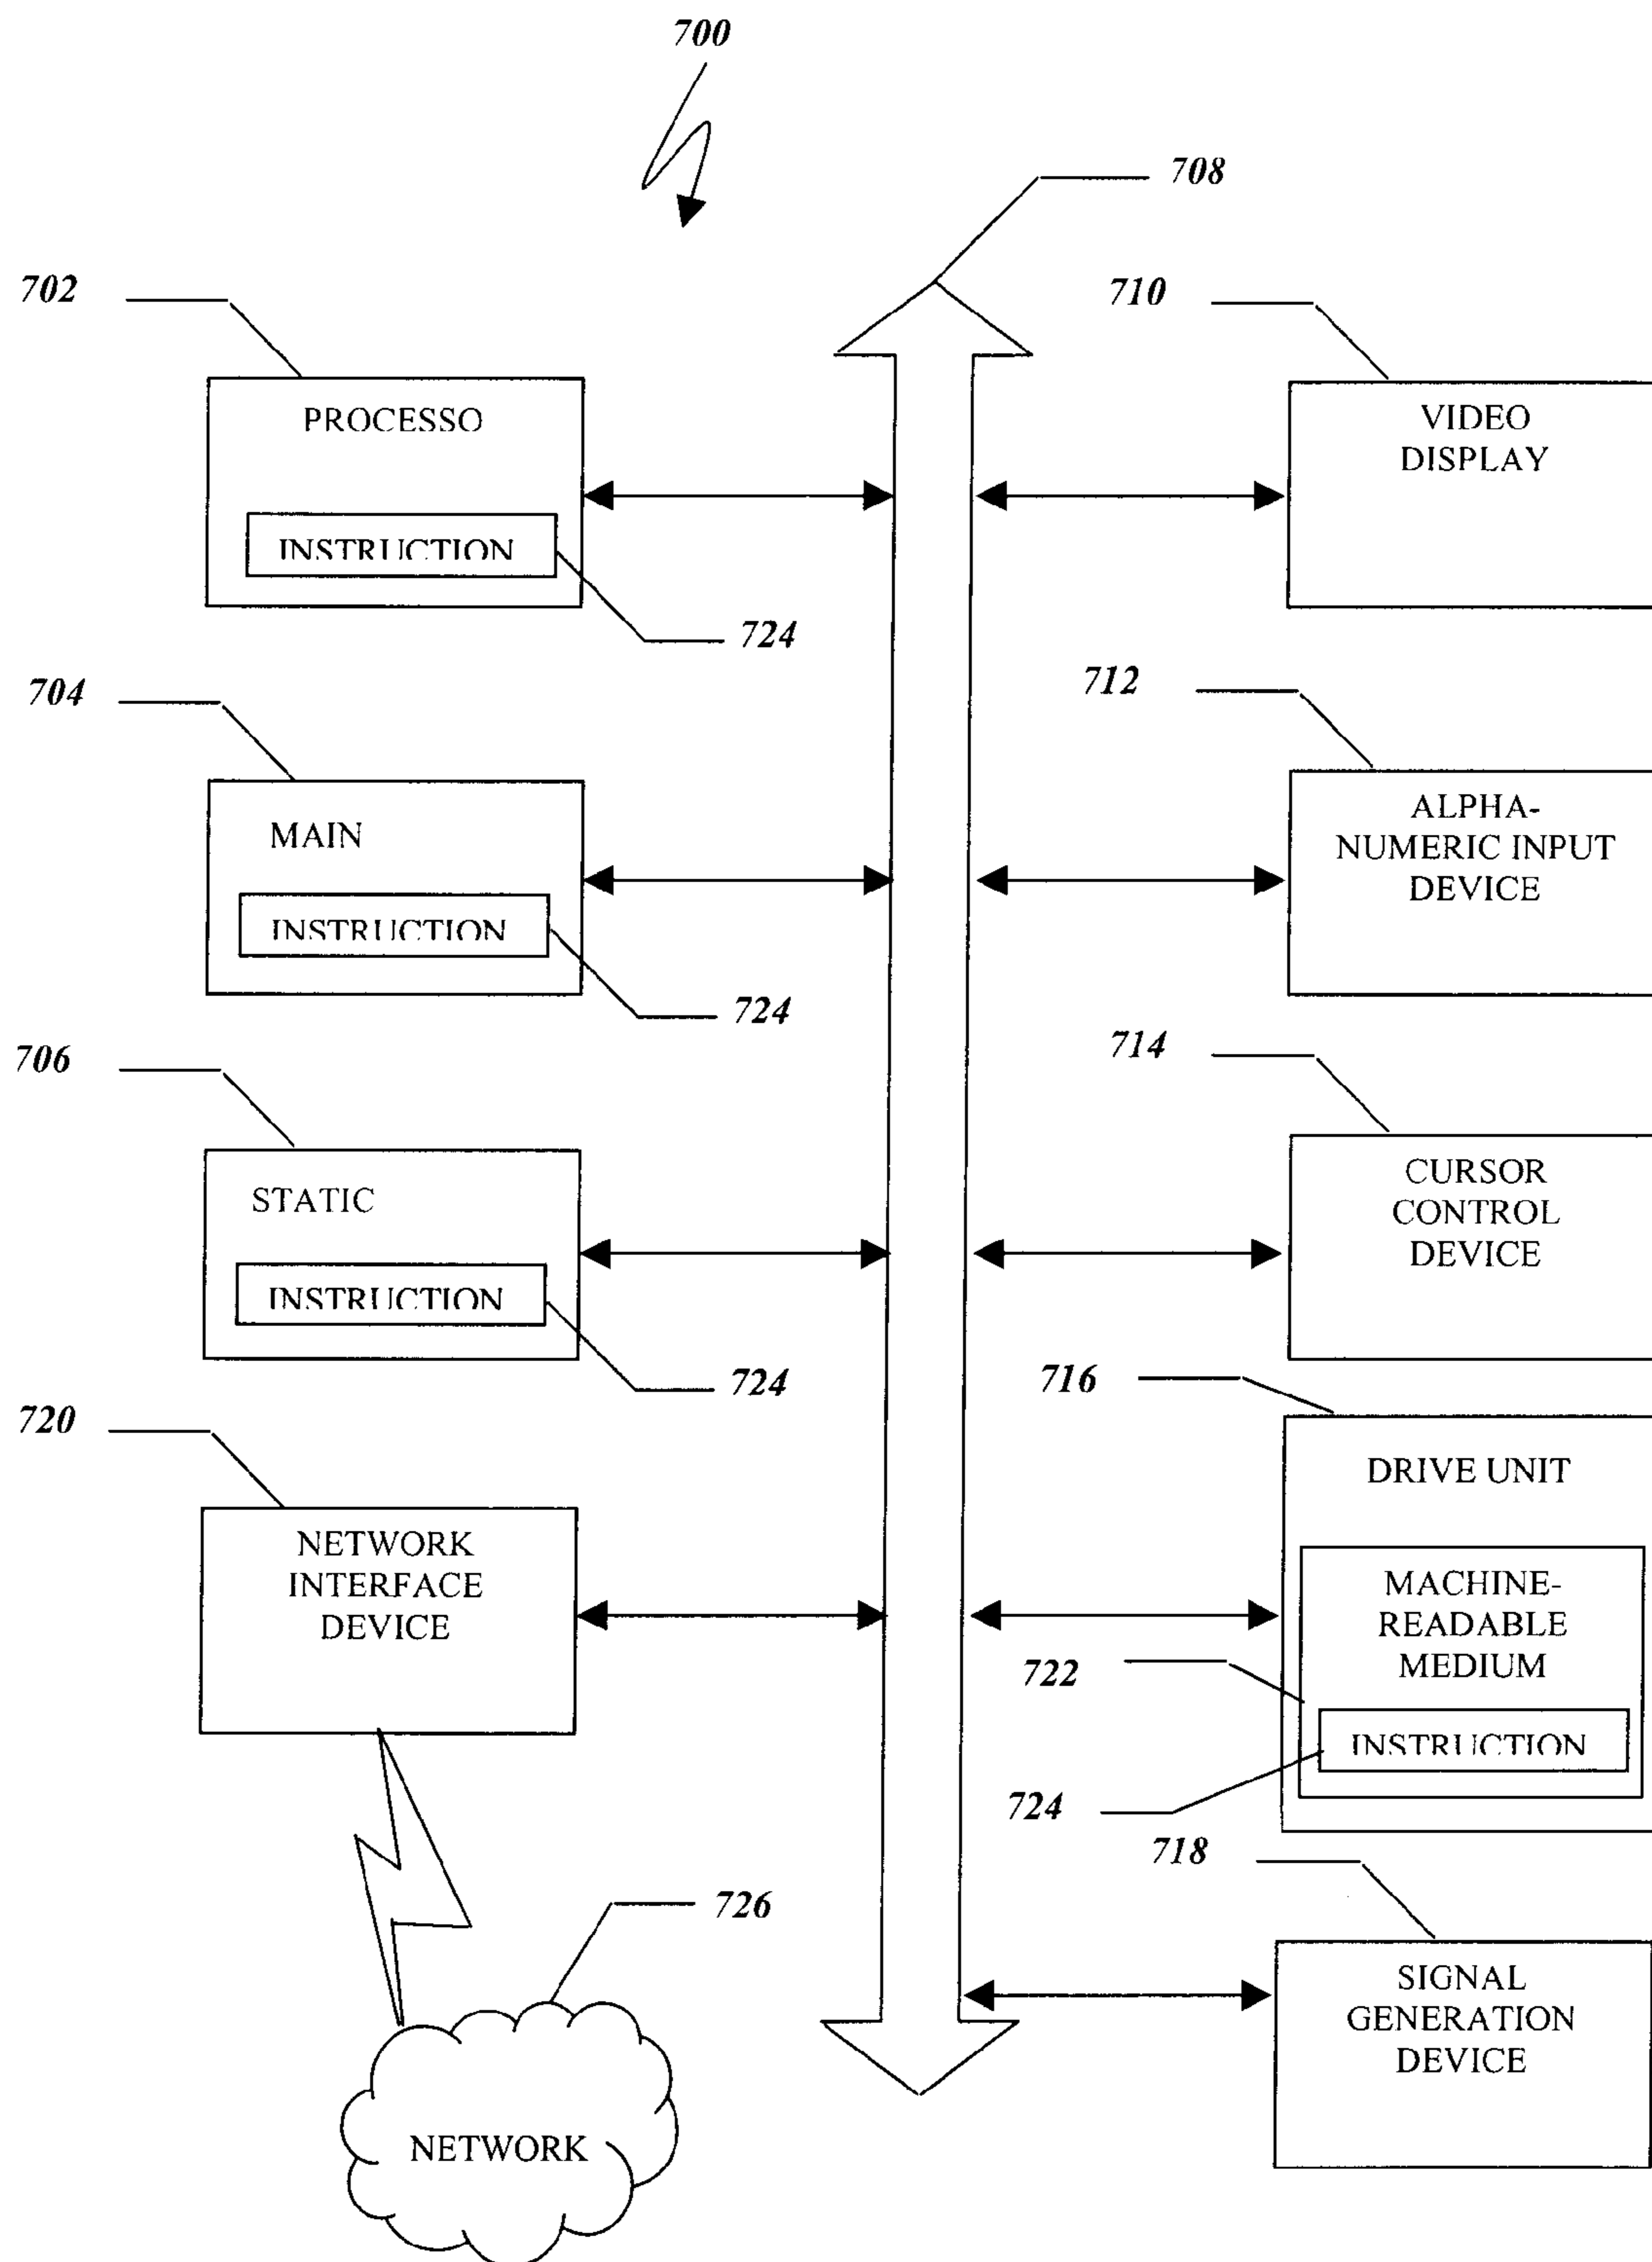 700
708
702
PROCESSO
INSTRUCTION
724
704
MAIN
INSTRUCTION
724
706
STATIC
INSTRUCTION
724
720
NETWORK
INTERFACE
DEVICE
726
NETWORK
710
VIDEO
DISPLAY
712
ALPHA-
NUMERIC INPUT
DEVICE
714
CURSOR
CONTROL
DEVICE
716
DRIVE UNIT
722
MACHINE-
READABLE
MEDIUM
724
INSTRUCTION
718
SIGNAL
GENERATION
DEVICE